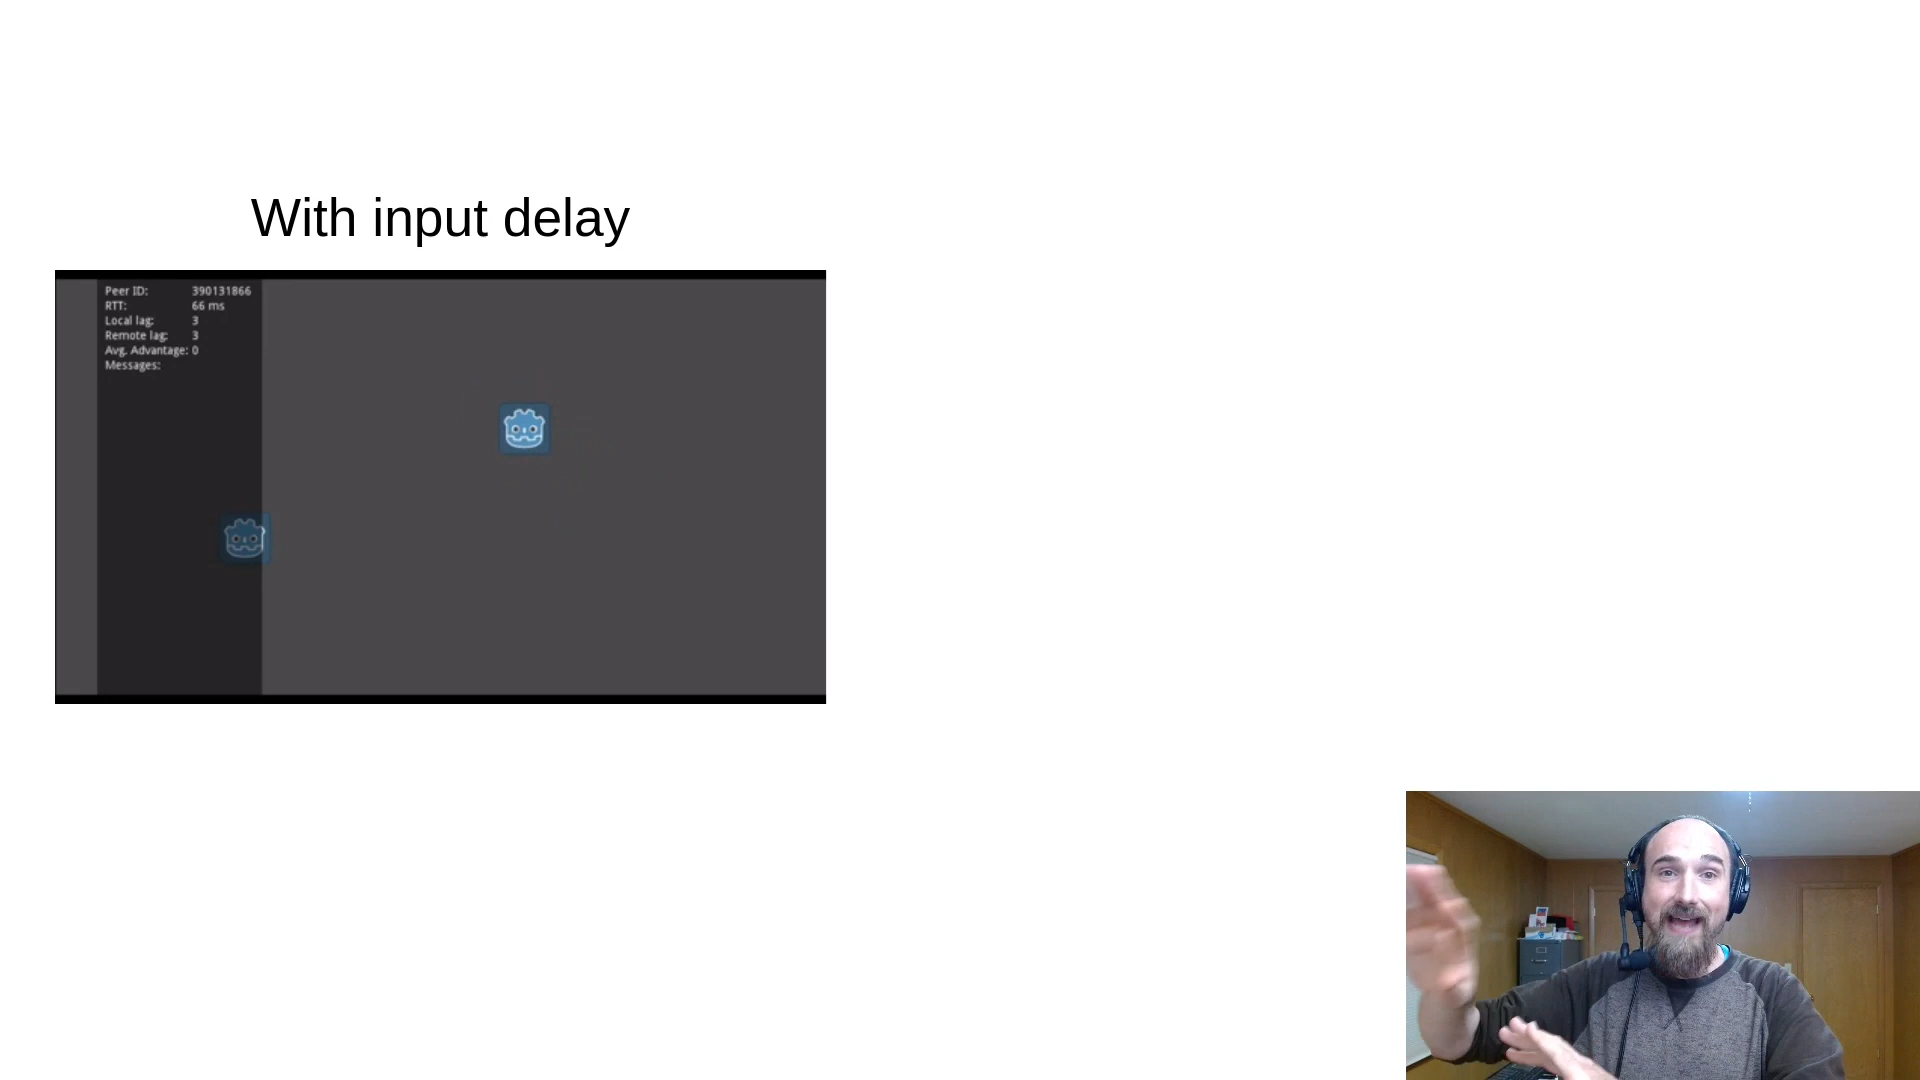 With input delay
Peer ID: 390131866
RTT: 66 ms
Local lag: 3
Remote lag: 3
Avg. Advantage: 0
Messages: